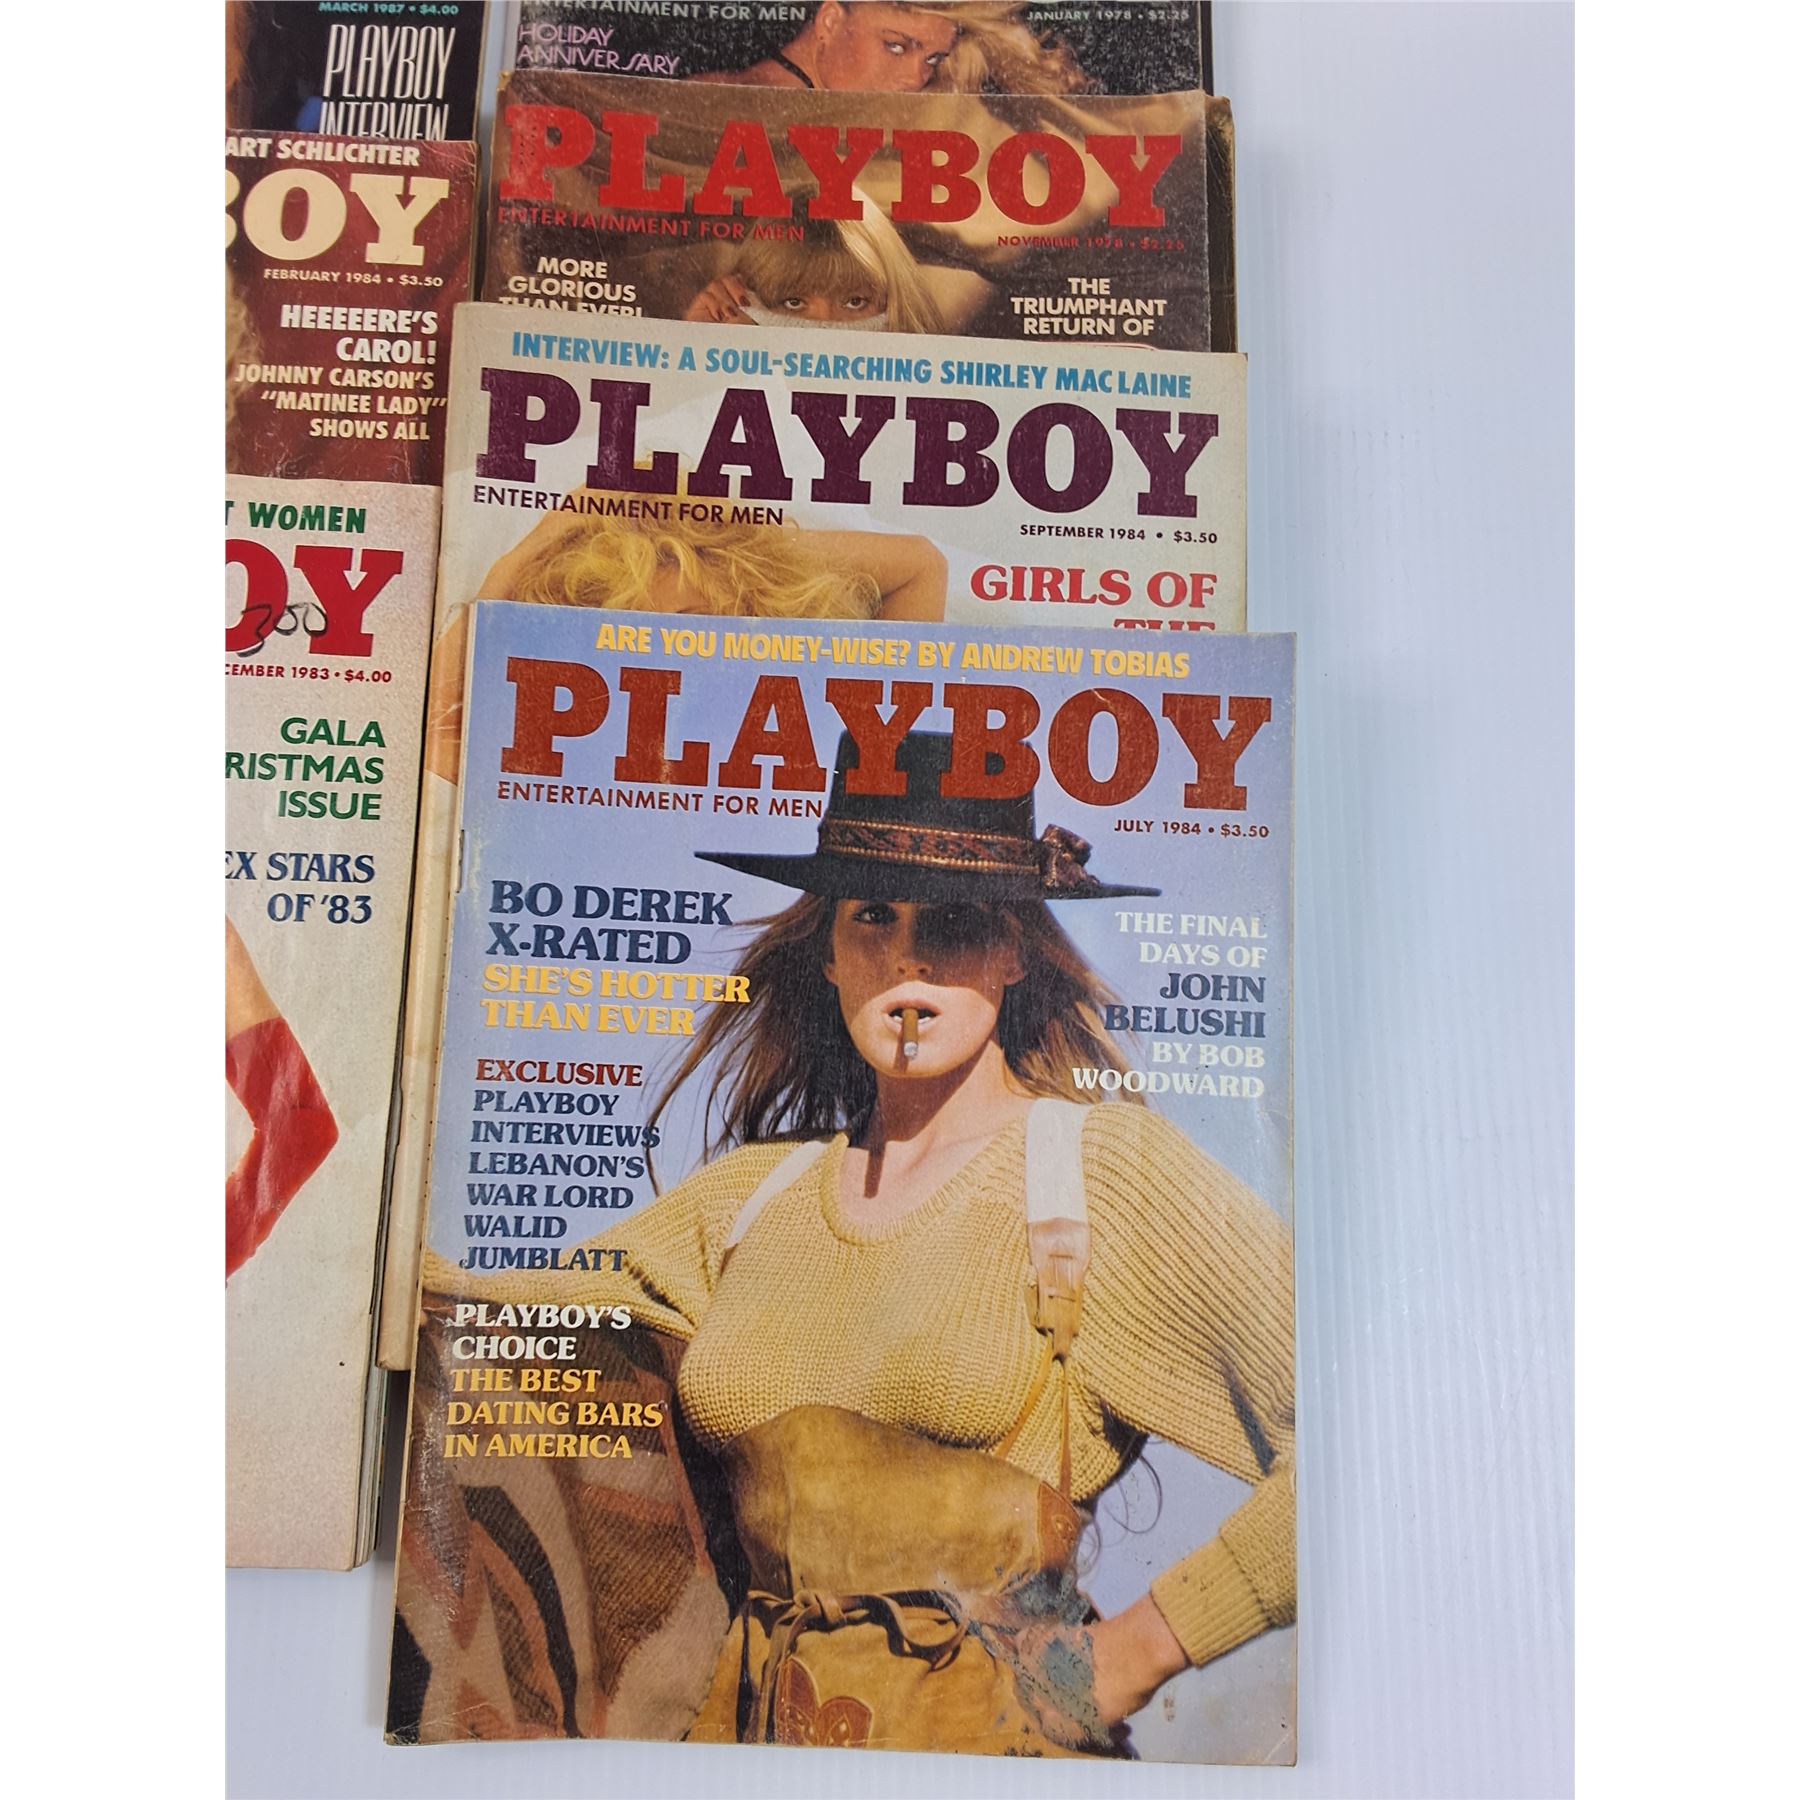 MARCH 1987 • $4.00
PLAYBOY
INTERVIEW
ENTERTAINMENT FOR MEN
JANUARY 1978 • $2.25
HOLIDAY
ANNIVERSARY
PLAYBOY
ENTERTAINMENT FOR MEN
NOVEMBER 1978 • $2.25
MORE
GLORIOUS
THAN EVER!
THE
TRIUMPHANT
RETURN OF
ART SCHLICHTER
BOY
FEBRUARY 1984 • $3.50
HEEEEERE'S
CAROL!
JOHNNY CARSON'S
"MATINEE LADY"
SHOWS ALL
INTERVIEW: A SOUL-SEARCHING SHIRLEY MAC LAINE
PLAYBOY
ENTERTAINMENT FOR MEN
SEPTEMBER 1984 • $3.50
GIRLS OF
THE
T WOMEN
OY
300
CEMBER 1983 • $4.00
GALA
RISTMAS
ISSUE
EX STARS
OF '83
ARE YOU MONEY-WISE? BY ANDREW TOBIAS
PLAYBOY
ENTERTAINMENT FOR MEN
JULY 1984 • $3.50
BO DEREK
X-RATED
SHE'S HOTTER
THAN EVER
EXCLUSIVE
PLAYBOY
INTERVIEWS
LEBANON'S
WAR LORD
WALID
JUMBLATT
PLAYBOY'S
CHOICE
THE BEST
DATING BARS
IN AMERICA
THE FINAL
DAYS OF
JOHN
BELUSHI
BY BOB
WOODWARD